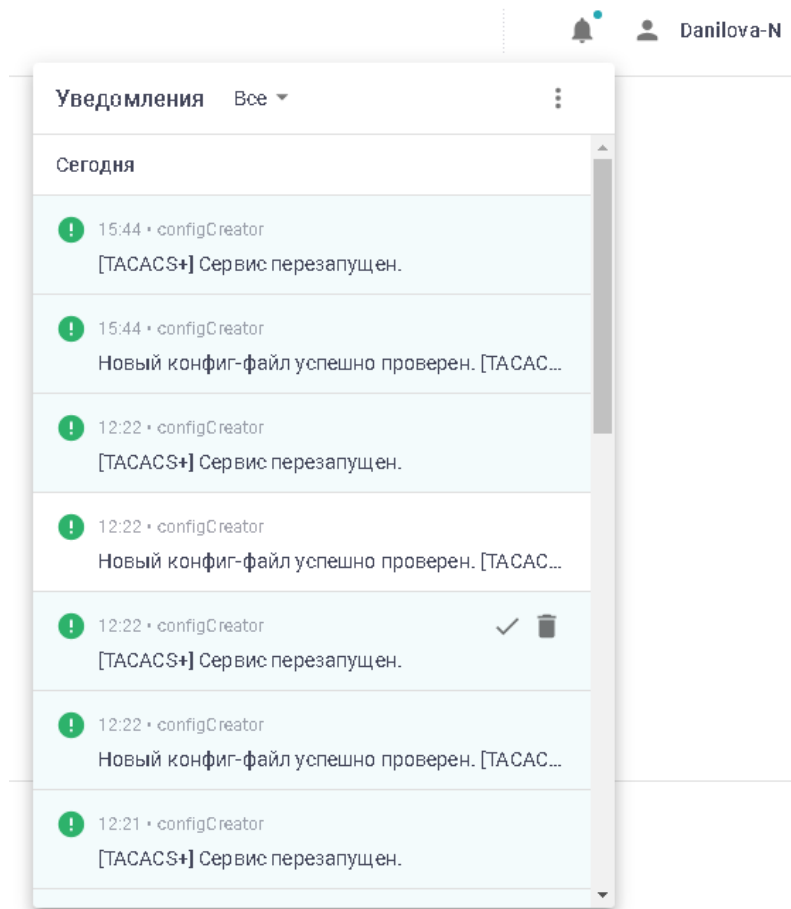 Danilova-N
Уведомления Все
Сегодня
15:44 • configCreator
[TACACS+] Сервис перезапущен.
15:44 • configCreator
Новый конфиг-файл успешно проверен. [TACAC...
12:22 • configCreator
[TACACS+] Сервис перезапущен.
12:22 • configCreator
Новый конфиг-файл успешно проверен. [TACAC...
12:22 • configCreator
[TACACS+] Сервис перезапущен.
12:22 • configCreator
Новый конфиг-файл успешно проверен. [TACAC...
12:21 • configCreator
[TACACS+] Сервис перезапущен.